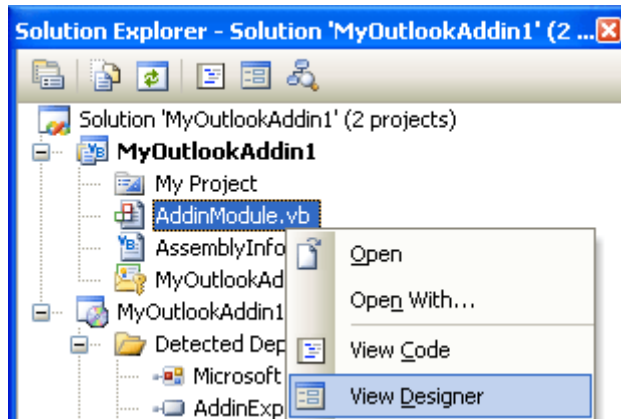 Solution Explorer - Solution 'MyOutlookAddin1' (2 ...
Solution 'MyOutlookAddin1' (2 projects)
MyOutlookAddin1
My Project
AddinModule.vb
AssemblyInfo
Open
MyOutlookAd
Open With...
MyOutlookAddin1
Detected Dep
View Code
Microsoft
View Designer
AddinExp